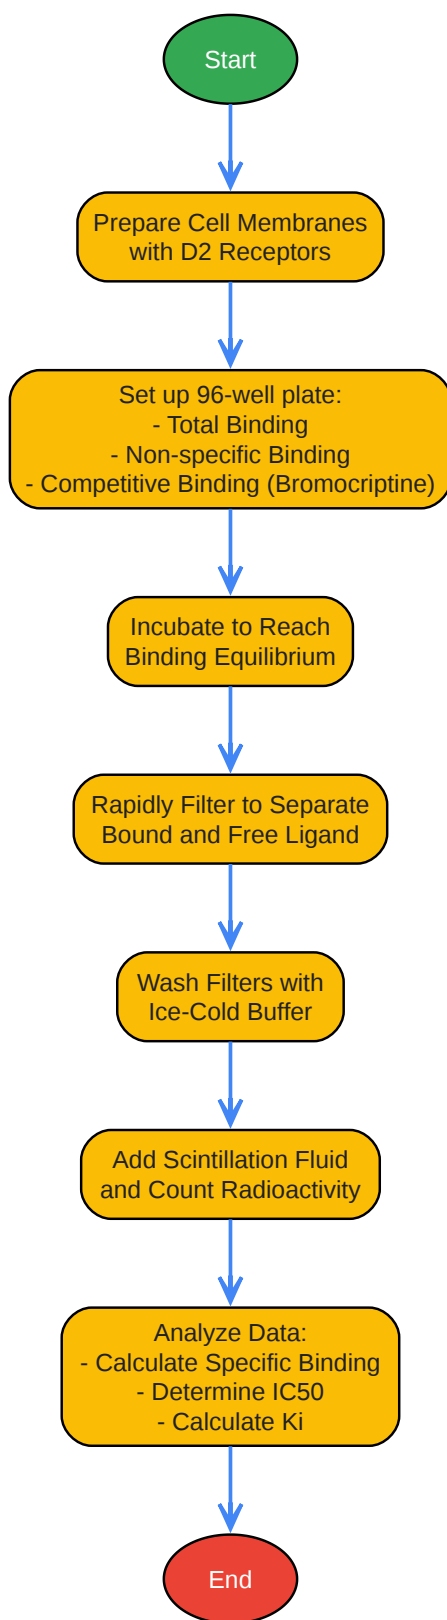 Start
Prepare Cell Membranes
with D2 Receptors
Set up 96-well plate:
- Total Binding
- Non-specific Binding
- Competitive Binding (Bromocriptine)
Incubate to Reach
Binding Equilibrium
Rapidly Filter to Separate
Bound and Free Ligand
Wash Filters with
Ice-Cold Buffer
Add Scintillation Fluid
and Count Radioactivity
Analyze Data:
- Calculate Specific Binding
- Determine IC50
- Calculate Ki
End